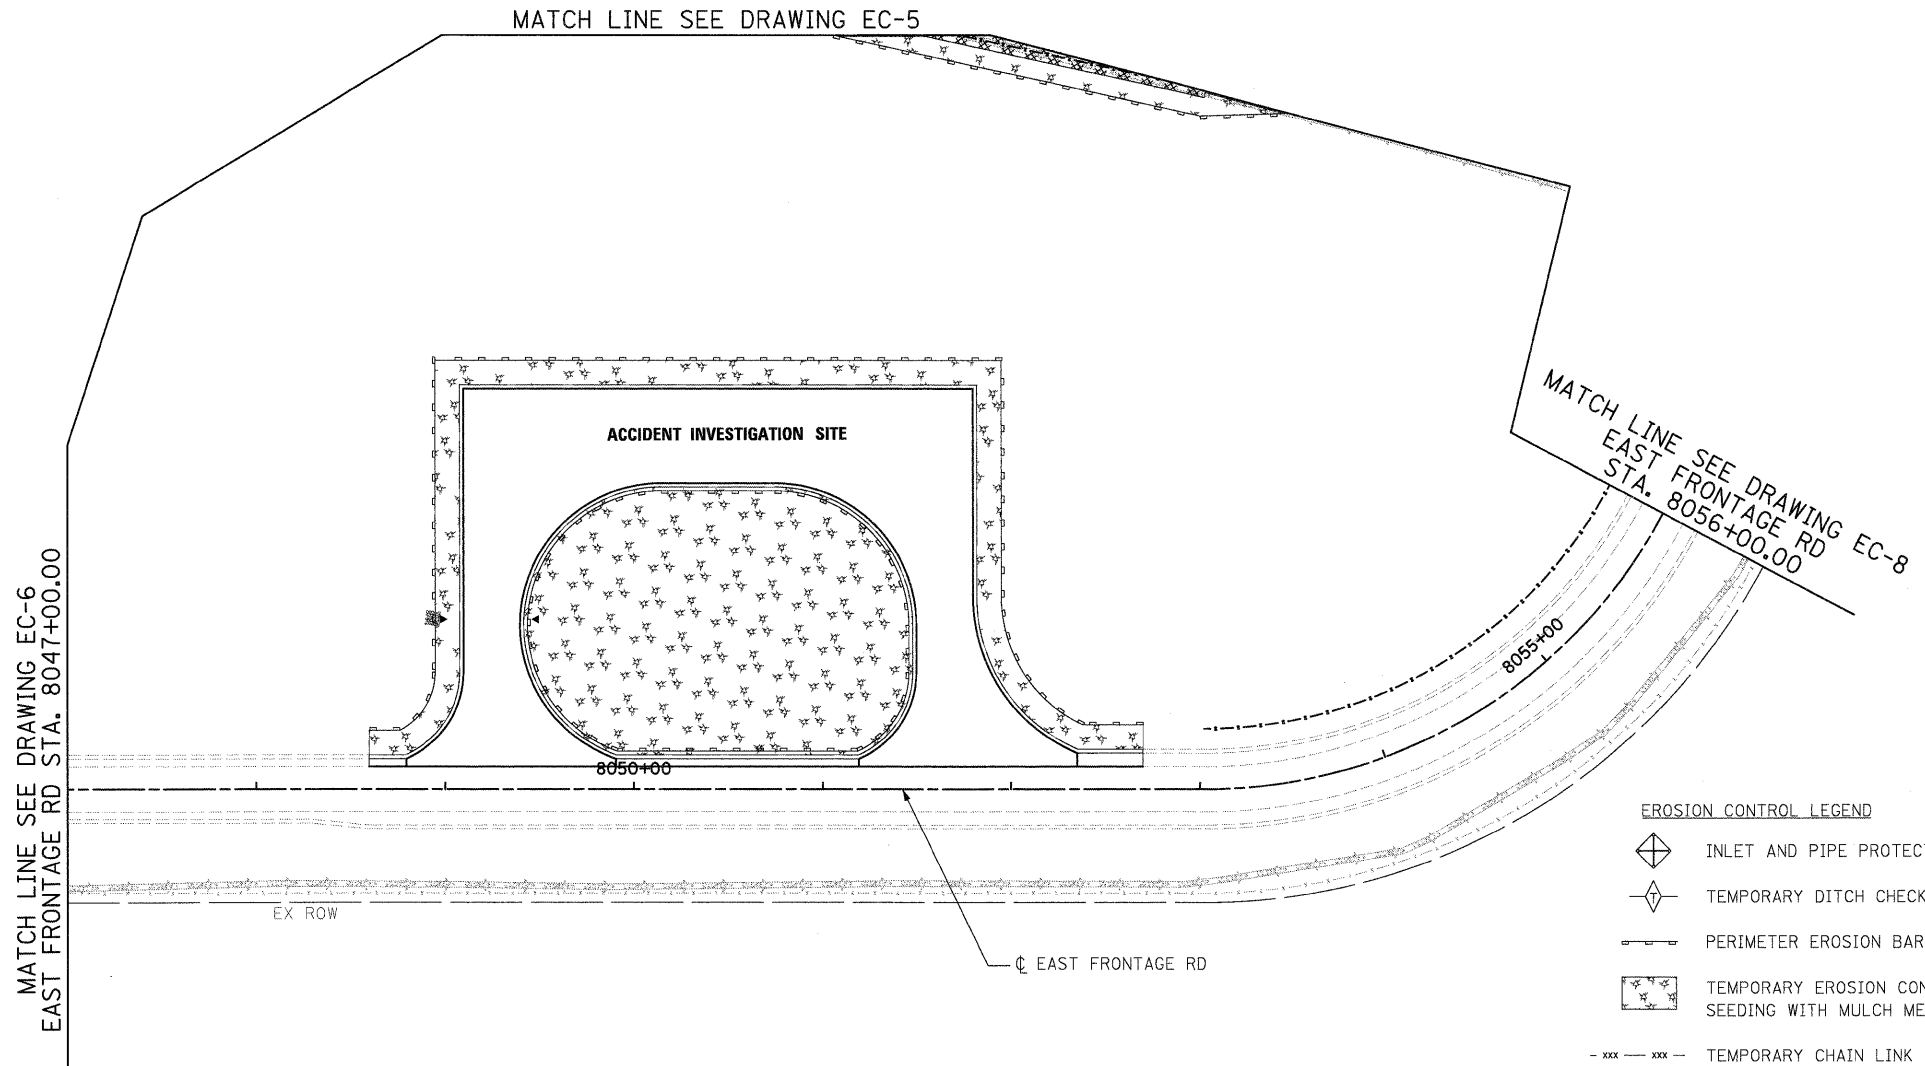 MATCH LINE SEE DRAWING EC-5
ACCIDENT INVESTIGATION SITE
MATCH LINE SEE DRAWING EC-8
EAST FRONTAGE RD
STA. 8056+00.00
8055+00
8050+00
MATCH LINE SEE DRAWING EC-6
EAST FRONTAGE RD STA. 8047+00.00
EX ROW
℄ EAST FRONTAGE RD
EROSION CONTROL LEGEND
INLET AND PIPE PROTEC
T
TEMPORARY DITCH CHECK
PERIMETER EROSION BAR
TEMPORARY EROSION CON
SEEDING WITH MULCH ME
- xxx — xxx — TEMPORARY CHAIN LINK